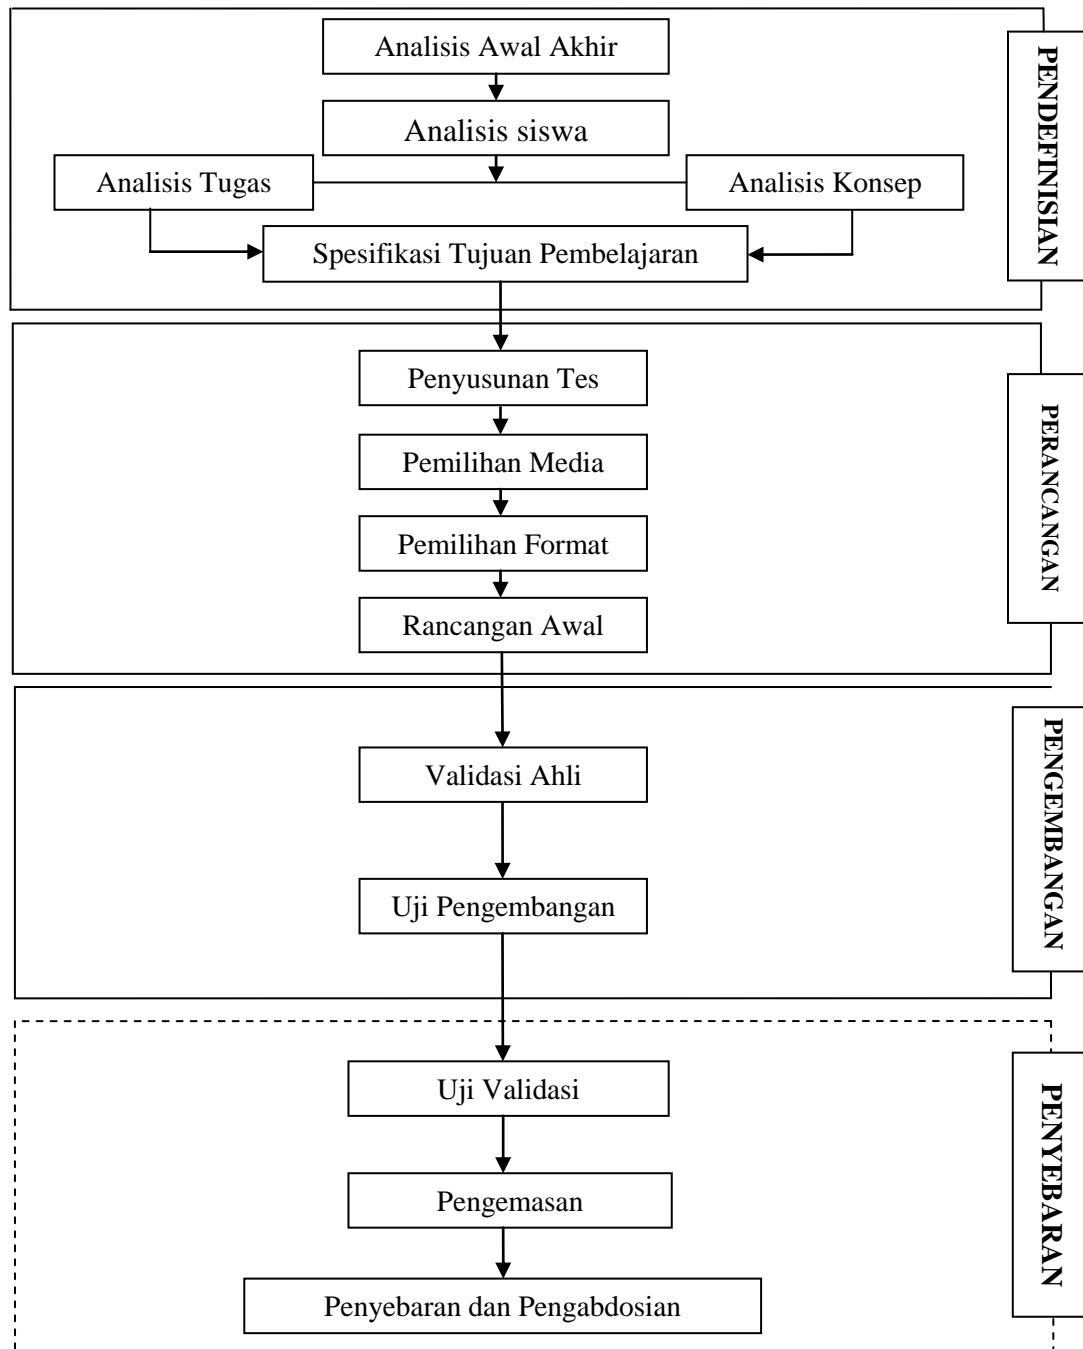 Analisis Awal Akhir
Analisis siswa
Analisis Tugas
Analisis Konsep
Spesifikasi Tujuan Pembelajaran
PENDEFINISIAN
Penyusunan Tes
Pemilihan Media
Pemilihan Format
Rancangan Awal
PERANCANGAN
Validasi Ahli
Uji Pengembangan
PENGEMBANGAN
Uji Validasi
Pengemasan
Penyebaran dan Pengabdosian
PENYEBARAN